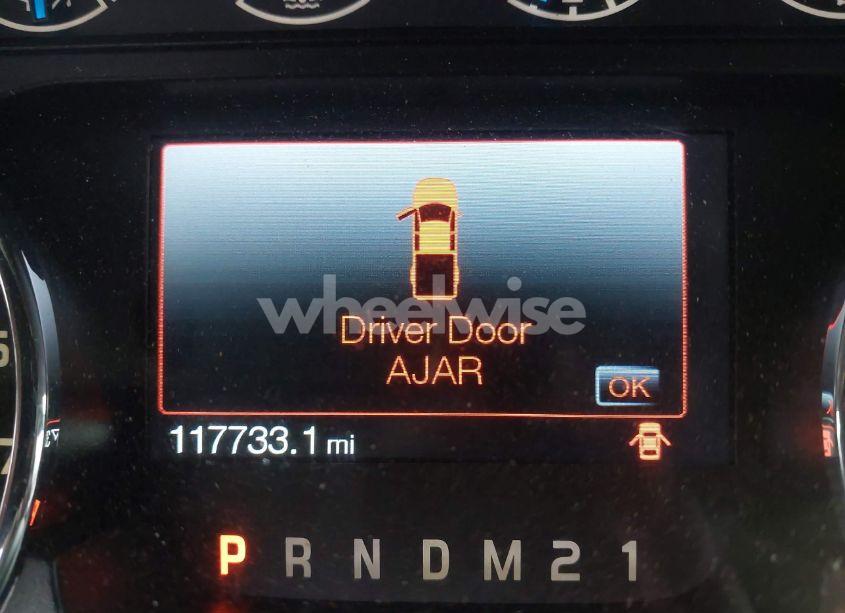 wheelwise
Driver Door
AJAR
OK
117733.1 mi
P R N D M 2 1